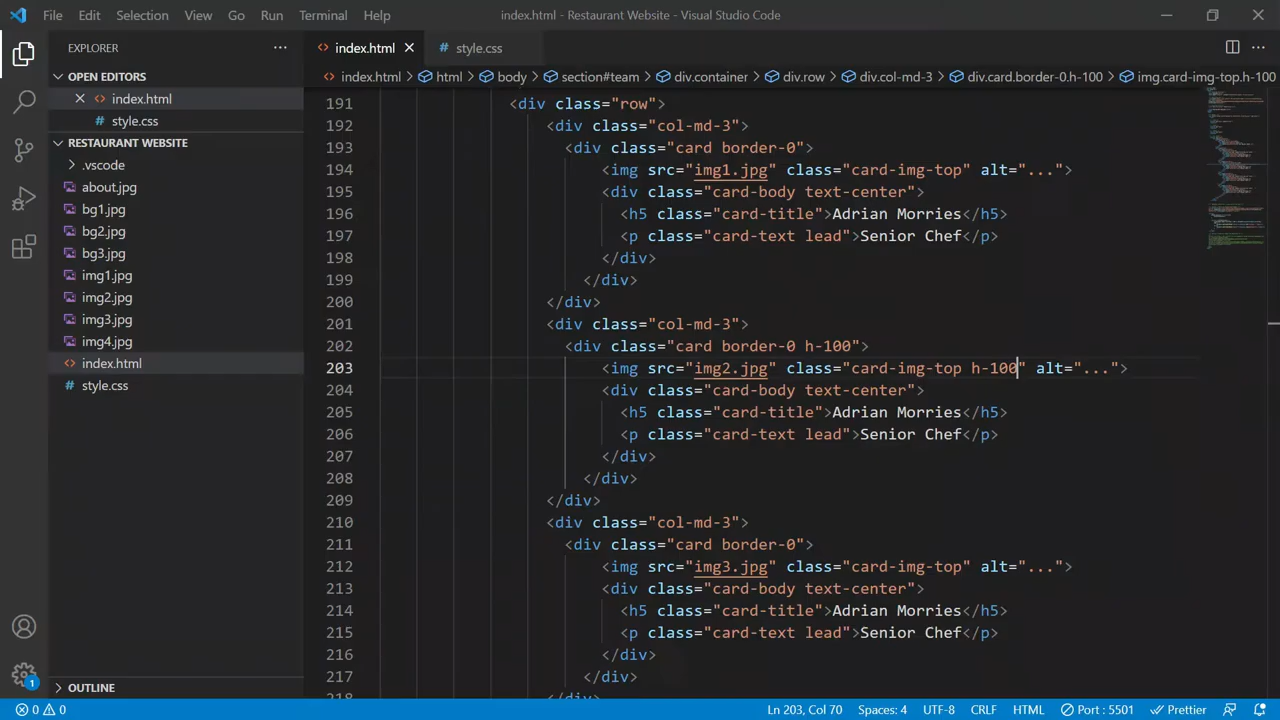 File Edit Selection View Go Run Terminal Help
index.html - Restaurant Website - Visual Studio Code
EXPLORER
OPEN EDITORS
index.html
style.css
RESTAURANT WEBSITE
.vscode
about.jpg
bg1.jpg
bg2.jpg
bg3.jpg
img1.jpg
img2.jpg
img3.jpg
img4.jpg
index.html
style.css
OUTLINE
1
index.html
style.css
index.html html body section#team div.container div.row div.col-md-3 div.card.border-0.h-100 img.card-img-top.h-100
191 <div class="row">
192 <div class="col-md-3">
193 <div class="card border-0">
194 <img src="img1.jpg" class="card-img-top" alt="...">
195 <div class="card-body text-center">
196 <h5 class="card-title">Adrian Morries</h5>
197 <p class="card-text lead">Senior Chef</p>
198 </div>
199 </div>
200 </div>
201 <div class="col-md-3">
202 <div class="card border-0 h-100">
203 <img src="img2.jpg" class="card-img-top h-100" alt="...">
204 <div class="card-body text-center">
205 <h5 class="card-title">Adrian Morries</h5>
206 <p class="card-text lead">Senior Chef</p>
207 </div>
208 </div>
209 </div>
210 <div class="col-md-3">
211 <div class="card border-0">
212 <img src="img3.jpg" class="card-img-top" alt="...">
213 <div class="card-body text-center">
214 <h5 class="card-title">Adrian Morries</h5>
215 <p class="card-text lead">Senior Chef</p>
216 </div>
217 </div>
218 </div>
0 0 Ln 203, Col 70 Spaces: 4 UTF-8 CRLF HTML Port : 5501 Prettier